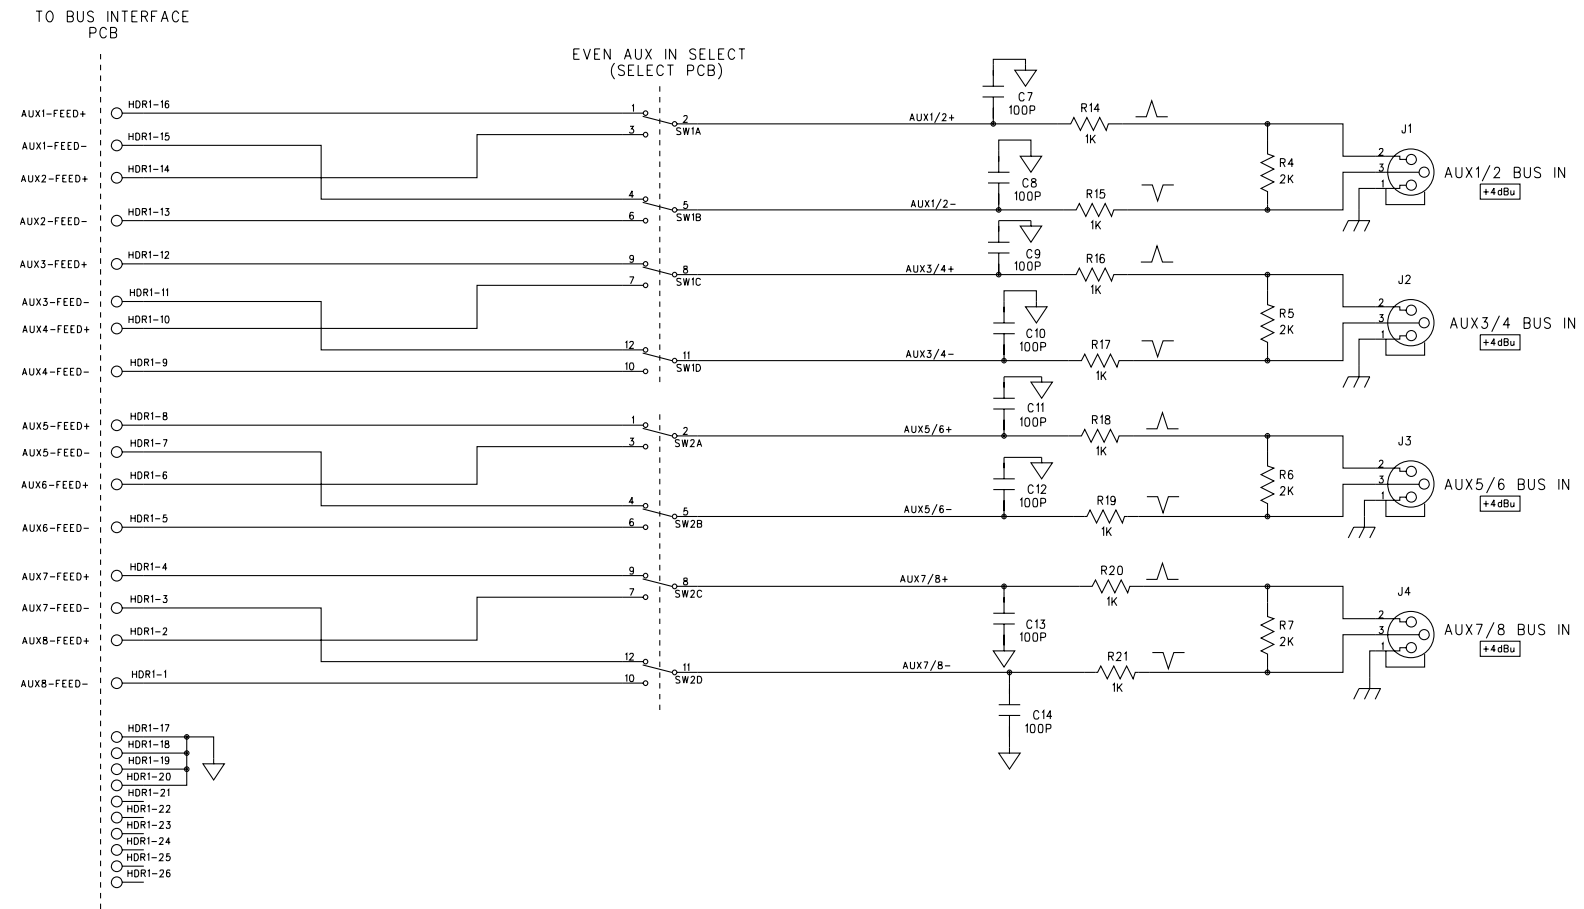 TO BUS INTERFACE
PCB
EVEN AUX IN SELECT
(SELECT PCB)
AUX1-FEED+ HDR1-16 1
AUX1-FEED- HDR1-15 3
AUX2-FEED+ HDR1-14 4
AUX2-FEED- HDR1-13 6
2 SW1A AUX1/2+ C7 100P R14 1K
5 SW1B AUX1/2- C8 100P R15 1K
R4 2K
J1 2 3 1
AUX1/2 BUS IN
+4dBu
AUX3-FEED+ HDR1-12 9
AUX3-FEED- HDR1-11 7
AUX4-FEED+ HDR1-10 12
AUX4-FEED- HDR1-9 10
8 SW1C AUX3/4+ C9 100P R16 1K
11 SW1D AUX3/4- C10 100P R17 1K
R5 2K
J2 2 3 1
AUX3/4 BUS IN
+4dBu
AUX5-FEED+ HDR1-8 1
AUX5-FEED- HDR1-7 3
AUX6-FEED+ HDR1-6 4
AUX6-FEED- HDR1-5 6
2 SW2A AUX5/6+ C11 100P R18 1K
5 SW2B AUX5/6- C12 100P R19 1K
R6 2K
J3 2 3 1
AUX5/6 BUS IN
+4dBu
AUX7-FEED+ HDR1-4 9
AUX7-FEED- HDR1-3 7
AUX8-FEED+ HDR1-2 12
AUX8-FEED- HDR1-1 10
8 SW2C AUX7/8+ C13 100P R20 1K
11 SW2D AUX7/8- C14 100P R21 1K
R7 2K
J4 2 3 1
AUX7/8 BUS IN
+4dBu
HDR1-17
HDR1-18
HDR1-19
HDR1-20
HDR1-21
HDR1-22
HDR1-23
HDR1-24
HDR1-25
HDR1-26